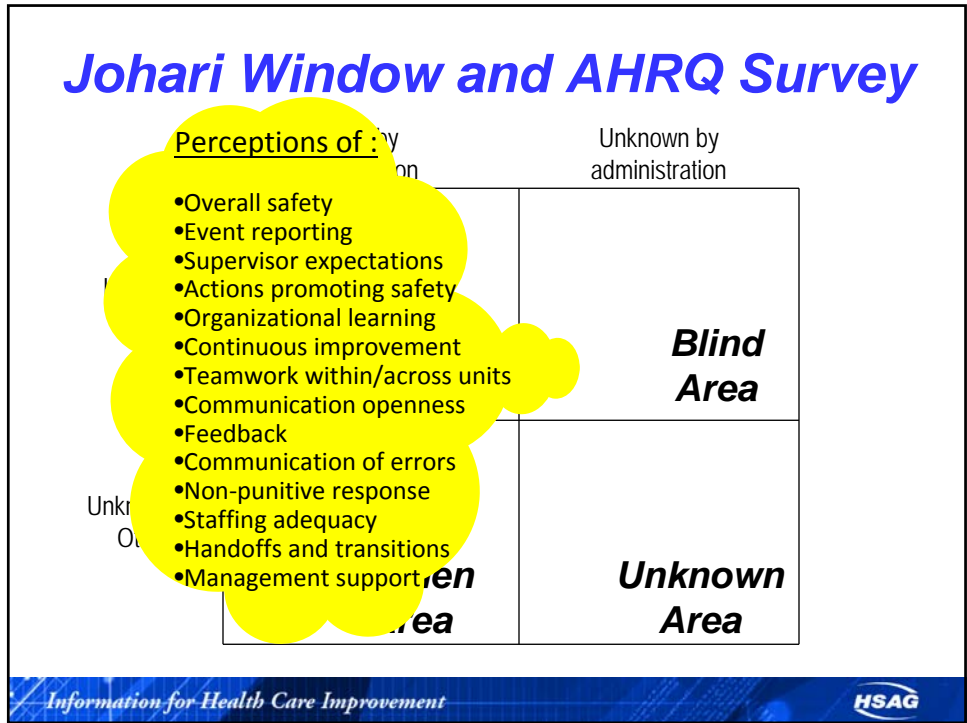 Johari Window and AHRQ Survey
Perceptions of :
Unknown by
administration
•Overall safety
•Event reporting
•Supervisor expectations
•Actions promoting safety
•Organizational learning
•Continuous improvement
•Teamwork within/across units
•Communication openness
•Feedback
•Communication of errors
•Non-punitive response
•Staffing adequacy
•Handoffs and transitions
•Management support
Blind
Area
Unknown
Area
Information for Health Care Improvement
HSAG